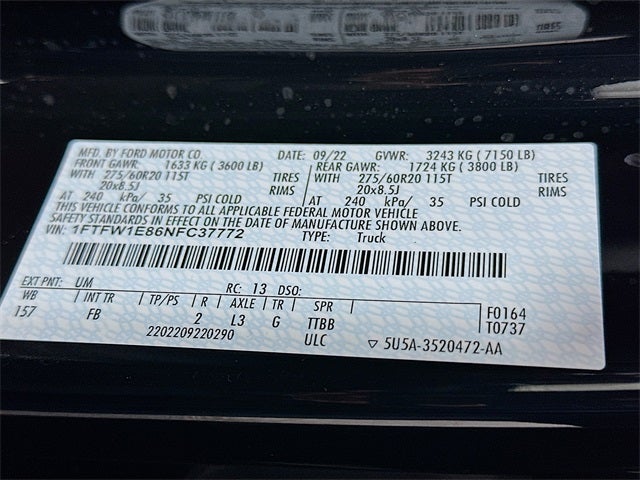 MFD. BY FORD MOTOR CO. DATE: 09/22 GVWR: 3243 KG ( 7150 LB)
FRONT GAWR: 1633 KG ( 3600 LB) REAR GAWR: 1724 KG ( 3800 LB)
WITH 275/60R20 115T TIRES WITH 275/60R20 115T TIRES
20x8.5J RIMS 20x8.5J RIMS
AT 240 kPa/ 35 PSI COLD AT 240 kPa/ 35 PSI COLD
THIS VEHICLE CONFORMS TO ALL APPLICABLE FEDERAL MOTOR VEHICLE
SAFETY STANDARDS IN EFFECT ON THE DATE OF MANUFACTURE SHOWN ABOVE.
VIN: 1FTFW1E86NFC37772 TYPE: Truck
EXT PNT: UM RC: 13 DSO:
WB INT TR TP/PS R AXLE TR SPR F0164
157 FB 2 L3 G TTBB T0737
2202209220290 ULC ▽ 5U5A-3520472-AA
TIRES